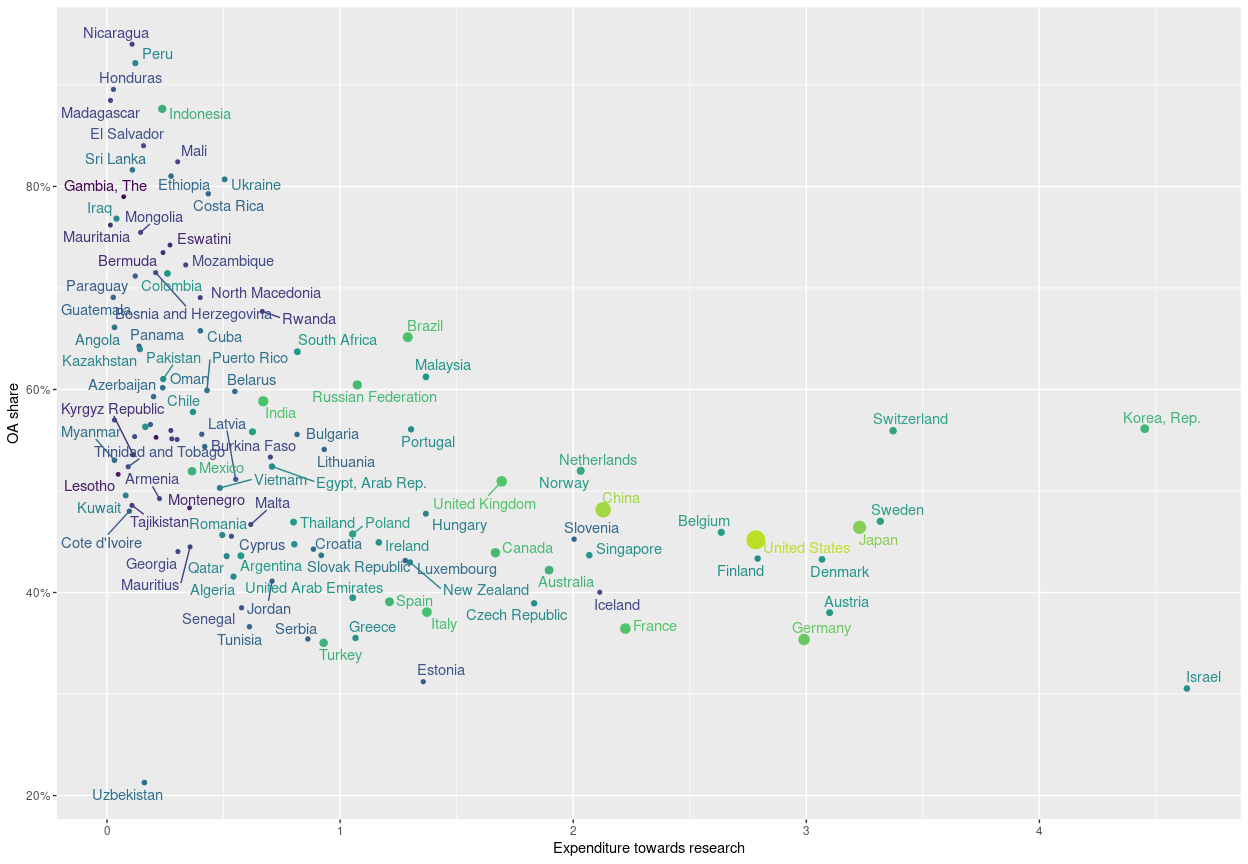 Nicaragua
Peru
Honduras
Madagascar
Indonesia
El Salvador
Mali
Sri Lanka
80%
Gambia, The
Ethiopia
Ukraine
Costa Rica
Iraq
Mongolia
Mauritania
Eswatini
Bermuda
Mozambique
Paraguay
Colombia
North Macedonia
Guatemala
Bosnia and Herzegovina
Rwanda
Angola
Panama
Cuba
South Africa
Brazil
Kazakhstan
Pakistan
Puerto Rico
Malaysia
60%
Azerbaijan
Oman
Belarus
Russian Federation
Chile
India
Kyrgyz Republic
Switzerland
Korea, Rep.
Myanmar
Latvia
Bulgaria
Portugal
Trinidad and Tobago
Burkina Faso
Lithuania
Mexico
Netherlands
Armenia
Vietnam
Egypt, Arab Rep.
Norway
Lesotho
Montenegro
Malta
United Kingdom
China
Kuwait
Tajikistan
Romania
Thailand
Poland
Hungary
Slovenia
Belgium
Sweden
Cote d'Ivoire
Cyprus
Croatia
Ireland
Canada
Singapore
United States
Japan
Georgia
Qatar
Argentina
Slovak Republic
Luxembourg
Finland
Denmark
Mauritius
Algeria
United Arab Emirates
New Zealand
Australia
40%
Senegal
Jordan
Spain
Czech Republic
Iceland
Austria
Tunisia
Serbia
Greece
Italy
France
Germany
Turkey
Estonia
Israel
Uzbekistan
20%
0
1
2
3
4
Expenditure towards research
OA share